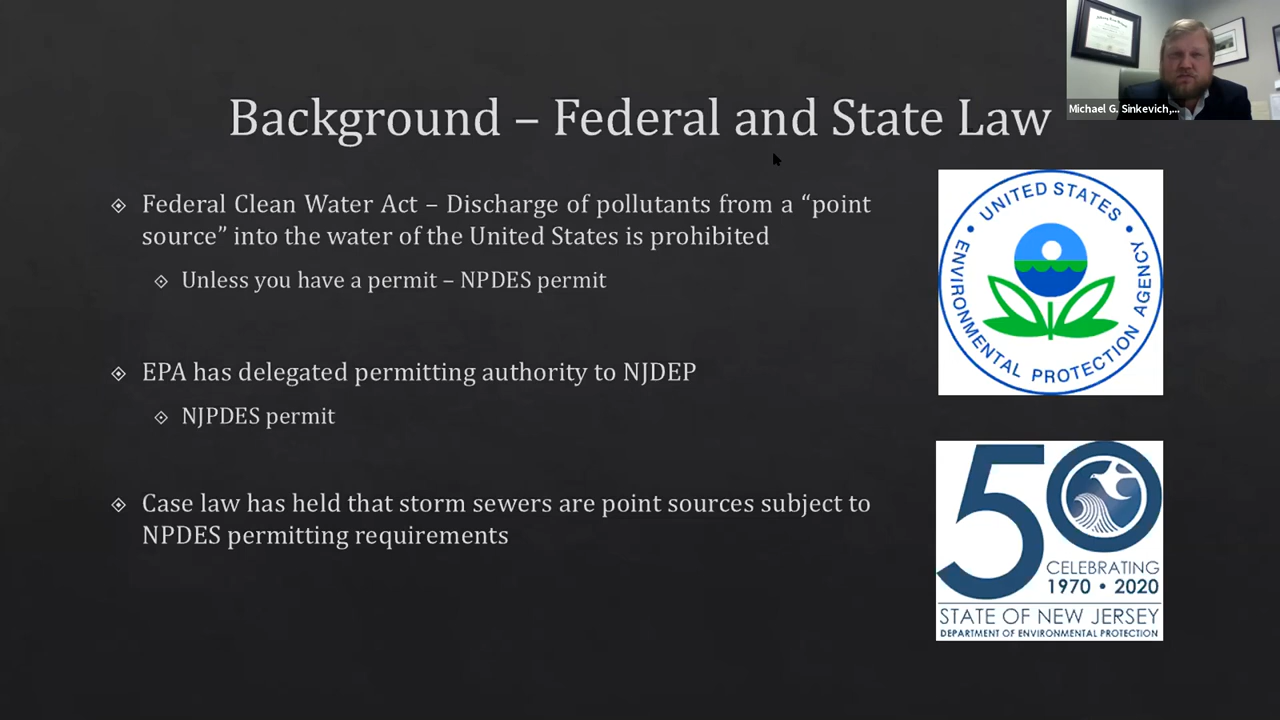 Michael G. Sinkevich,...
Background – Federal and State Law
Federal Clean Water Act – Discharge of pollutants from a “point
source” into the water of the United States is prohibited
Unless you have a permit – NPDES permit
EPA has delegated permitting authority to NJDEP
NJPDES permit
Case law has held that storm sewers are point sources subject to
NPDES permitting requirements
UNITED STATES
ENVIRONMENTAL PROTECTION AGENCY
50
CELEBRATING
1970 • 2020
STATE OF NEW JERSEY
DEPARTMENT OF ENVIRONMENTAL PROTECTION